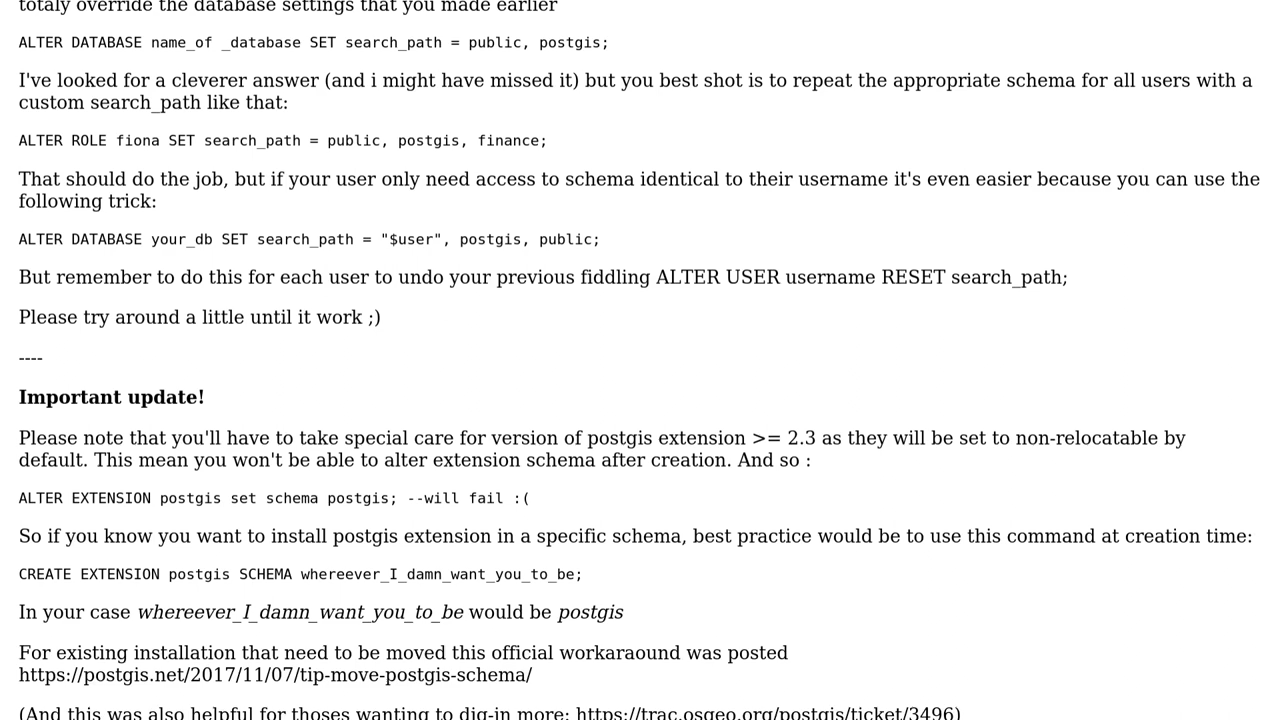 totaly override the database settings that you made earlier
ALTER DATABASE name_of _database SET search_path = public, postgis;
I've looked for a cleverer answer (and i might have missed it) but you best shot is to repeat the appropriate schema for all users with a
custom search_path like that:
ALTER ROLE fiona SET search_path = public, postgis, finance;
That should do the job, but if your user only need access to schema identical to their username it's even easier because you can use the
following trick:
ALTER DATABASE your_db SET search_path = "$user", postgis, public;
But remember to do this for each user to undo your previous fiddling ALTER USER username RESET search_path;
Please try around a little until it work ;)
----
Important update!
Please note that you'll have to take special care for version of postgis extension >= 2.3 as they will be set to non-relocatable by
default. This mean you won't be able to alter extension schema after creation. And so :
ALTER EXTENSION postgis set schema postgis; --will fail :(
So if you know you want to install postgis extension in a specific schema, best practice would be to use this command at creation time:
CREATE EXTENSION postgis SCHEMA whereever_I_damn_want_you_to_be;
In your case whereever_I_damn_want_you_to_be would be postgis
For existing installation that need to be moved this official workaraound was posted
https://postgis.net/2017/11/07/tip-move-postgis-schema/
(And this was also helpful for thoses wanting to dig-in more: https://trac.osgeo.org/postgis/ticket/3496)